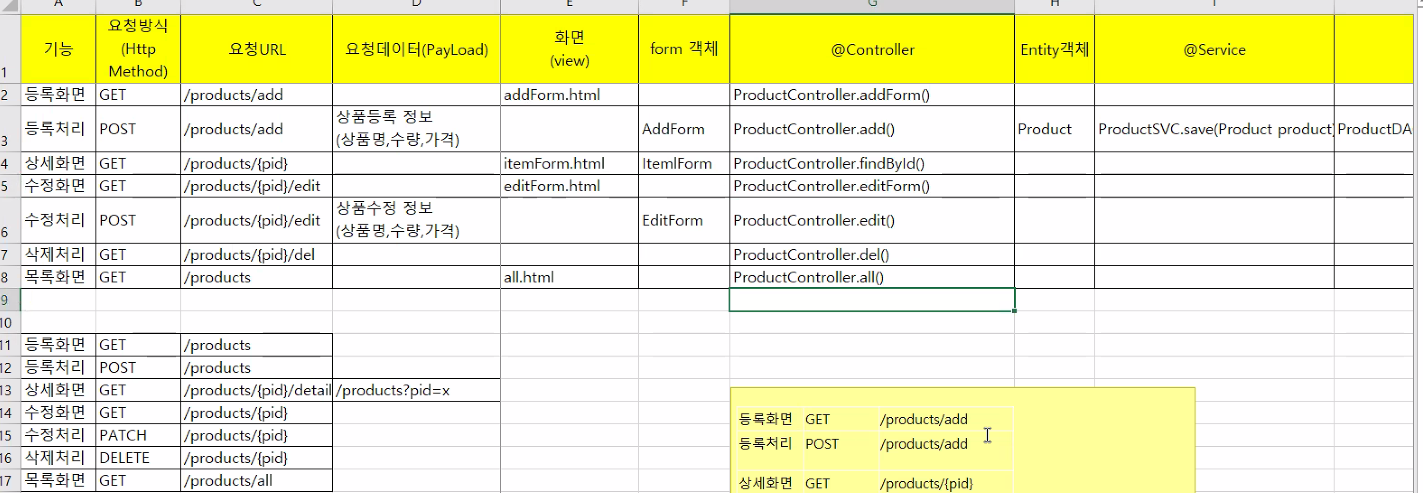 A B C D E F G H I
1 기능 요청방식 (Http Method) 요청URL 요청데이터(PayLoad) 화면 (view) form 객체 @Controller Entity객체 @Service
2 등록화면 GET /products/add addForm.html ProductController.addForm()
3 등록처리 POST /products/add 상품등록 정보 (상품명,수량,가격) AddForm ProductController.add() Product ProductSVC.save(Product product) ProductDA
4 상세화면 GET /products/{pid} itemForm.html ItemlForm ProductController.findById()
5 수정화면 GET /products/{pid}/edit editForm.html ProductController.editForm()
6 수정처리 POST /products/{pid}/edit 상품수정 정보 (상품명,수량,가격) EditForm ProductController.edit()
7 삭제처리 GET /products/{pid}/del ProductController.del()
8 목록화면 GET /products all.html ProductController.all()
9
10
11 등록화면 GET /products
12 등록처리 POST /products
13 상세화면 GET /products/{pid}/detail /products?pid=x
14 수정화면 GET /products/{pid}
15 수정처리 PATCH /products/{pid}
16 삭제처리 DELETE /products/{pid}
17 목록화면 GET /products/all
등록화면 GET /products/add
등록처리 POST /products/add
상세화면 GET /products/{pid}